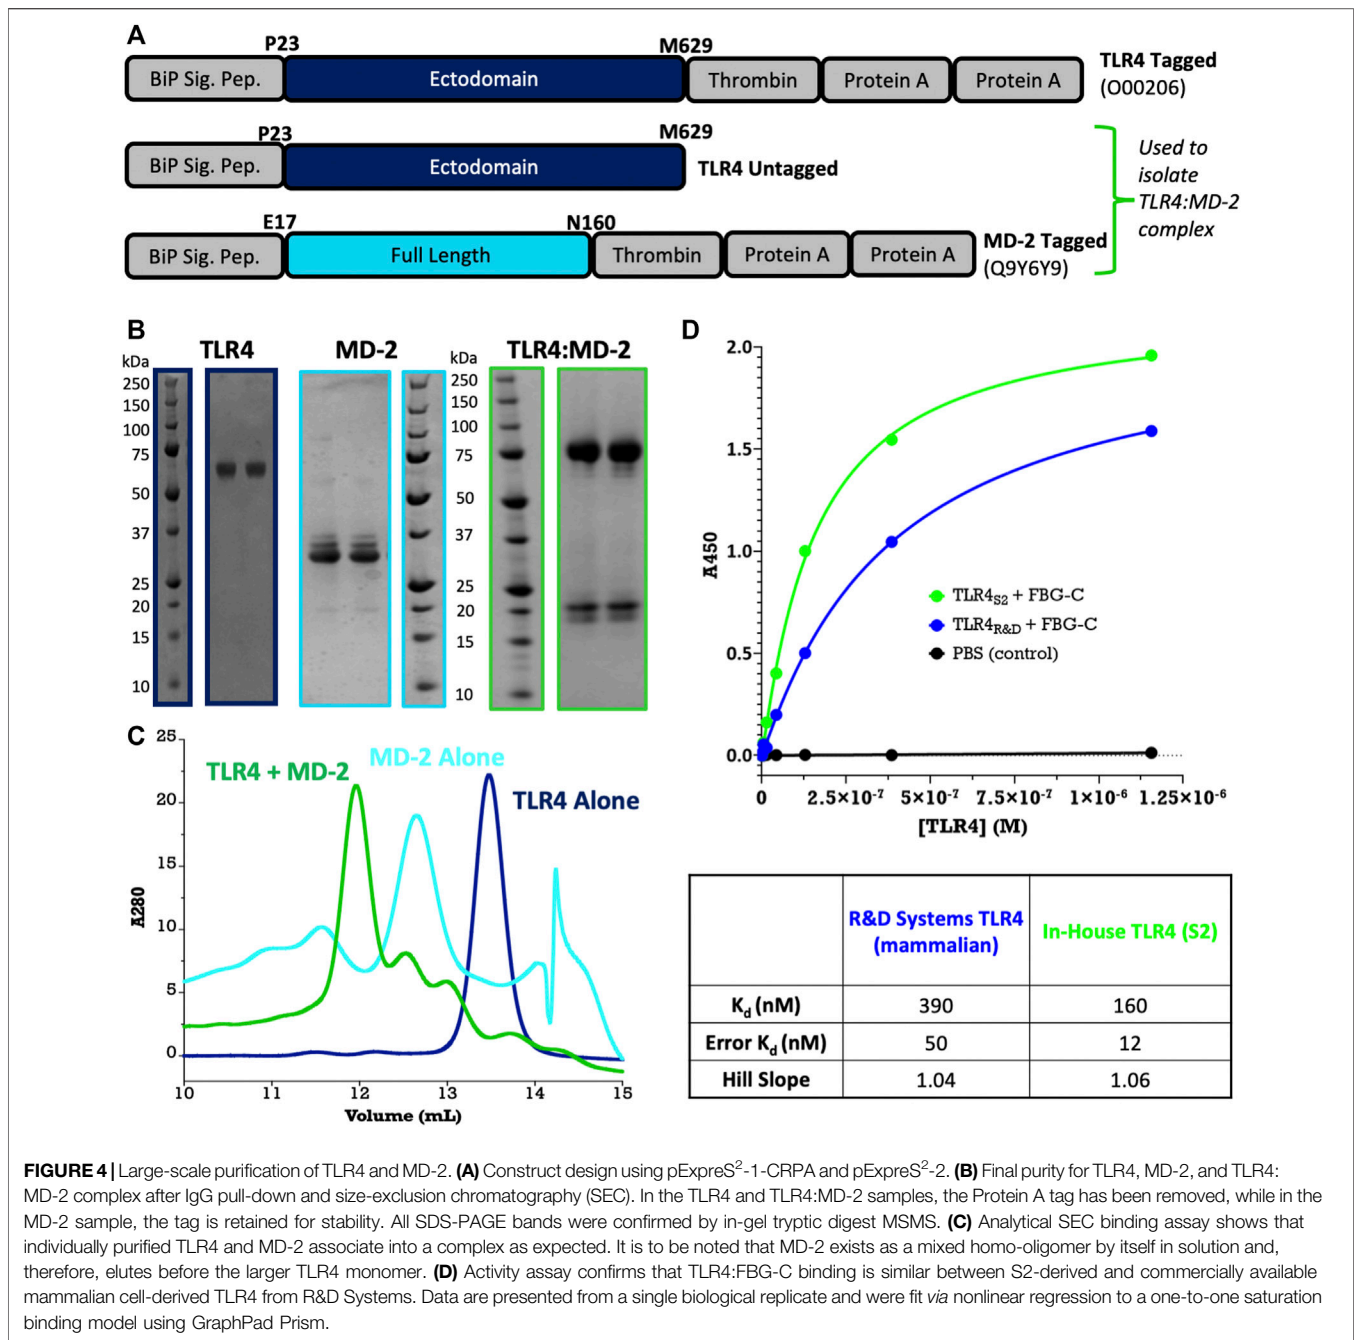 A
P23
M629
BiP Sig. Pep.
Ectodomain
Thrombin
Protein A
Protein A
TLR4 Tagged
(O00206)
P23
M629
BiP Sig. Pep.
Ectodomain
TLR4 Untagged
E17
N160
BiP Sig. Pep.
Full Length
Thrombin
Protein A
Protein A
MD-2 Tagged
(Q9Y6Y9)
Used to
isolate
TLR4:MD-2
complex
B
TLR4
MD-2
TLR4:MD-2
kDa
250
150
100
75
50
37
25
20
15
10
kDa
250
150
100
75
50
37
25
20
15
10
C
25
20
15
10
5
0
A280
10
11
12
13
14
15
Volume (mL)
TLR4 + MD-2
MD-2 Alone
TLR4 Alone
D
2.0
1.5
1.0
0.5
0.0
A450
TLR4S2 + FBG-C
TLR4R&D + FBG-C
PBS (control)
0
2.5×10-7
5×10-7
7.5×10-7
1×10-6
1.25×10-6
[TLR4] (M)
R&D Systems TLR4
(mammalian)
In-House TLR4 (S2)
Kd (nM)
390
160
Error Kd (nM)
50
12
Hill Slope
1.04
1.06
FIGURE 4 | Large-scale purification of TLR4 and MD-2. (A) Construct design using pExpreS2-1-CRPA and pExpreS2-2. (B) Final purity for TLR4, MD-2, and TLR4:
MD-2 complex after IgG pull-down and size-exclusion chromatography (SEC). In the TLR4 and TLR4:MD-2 samples, the Protein A tag has been removed, while in the
MD-2 sample, the tag is retained for stability. All SDS-PAGE bands were confirmed by in-gel tryptic digest MSMS. (C) Analytical SEC binding assay shows that
individually purified TLR4 and MD-2 associate into a complex as expected. It is to be noted that MD-2 exists as a mixed homo-oligomer by itself in solution and,
therefore, elutes before the larger TLR4 monomer. (D) Activity assay confirms that TLR4:FBG-C binding is similar between S2-derived and commercially available
mammalian cell-derived TLR4 from R&D Systems. Data are presented from a single biological replicate and were fit via nonlinear regression to a one-to-one saturation
binding model using GraphPad Prism.